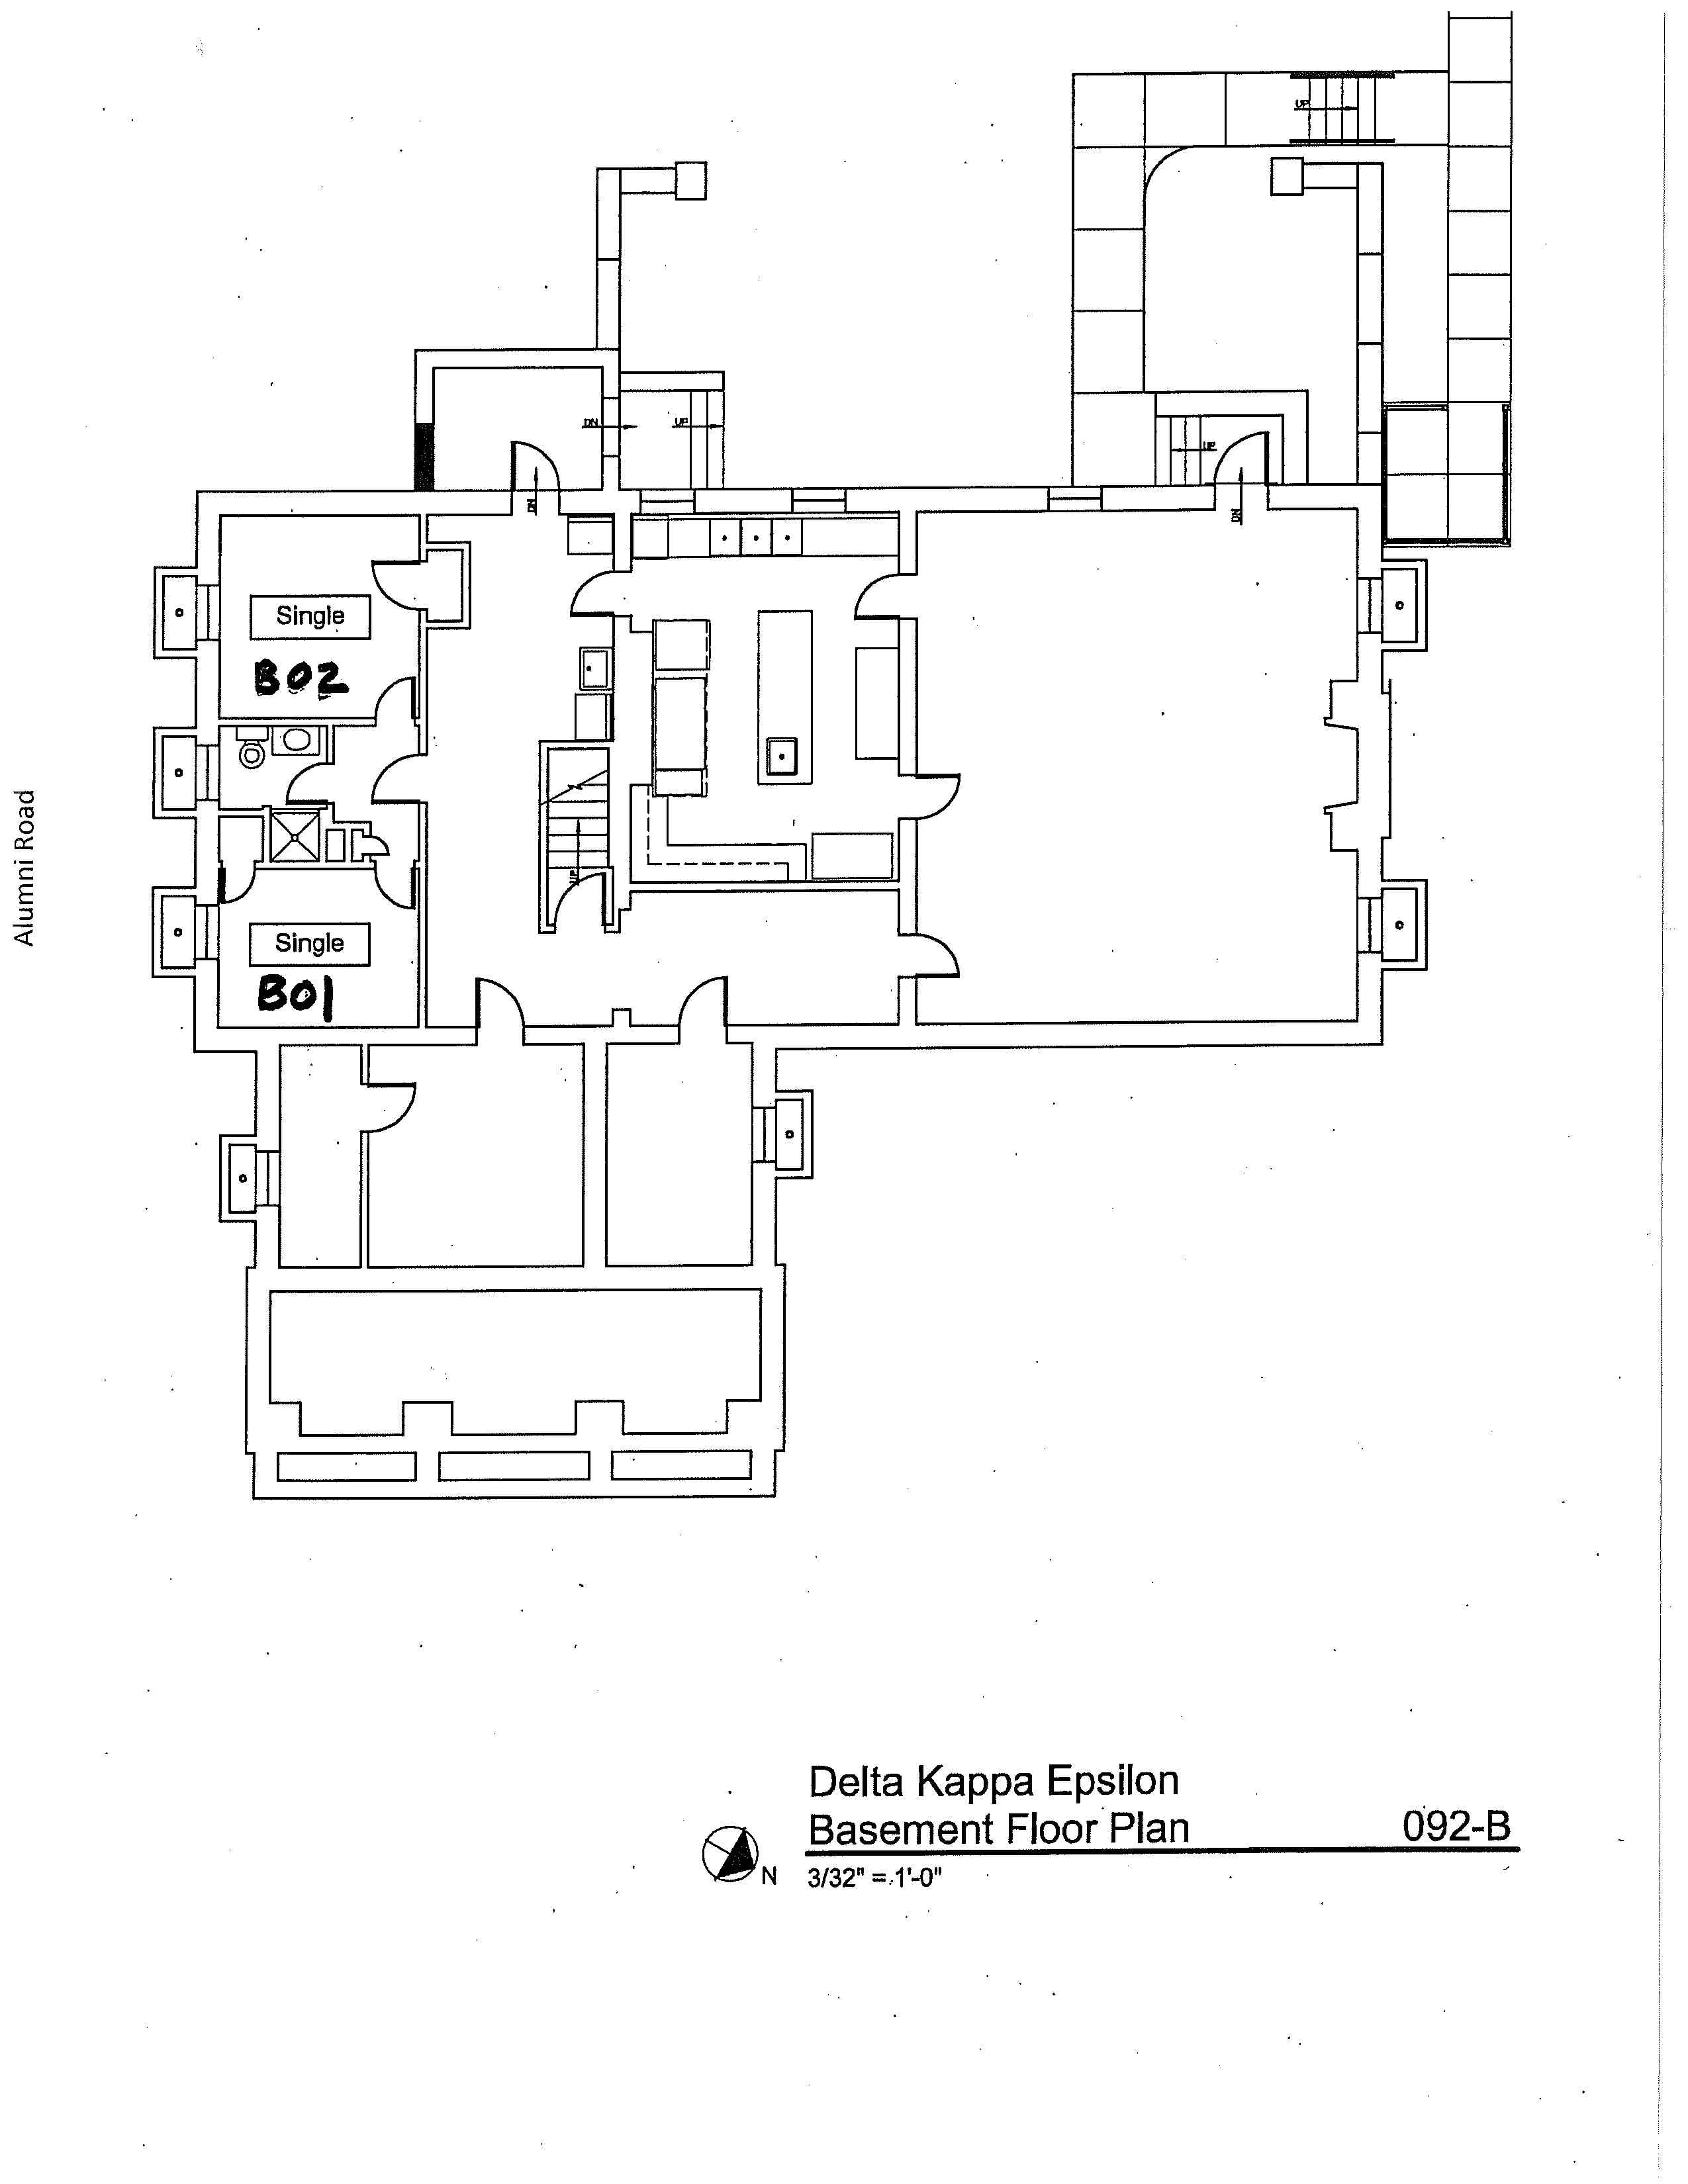 UP
DN
UP
UP
DN
DN
Single
B02
UP
Alumni Road
Single
B01
Delta Kappa Epsilon
Basement Floor Plan
092-B
N
3/32" = 1'-0"